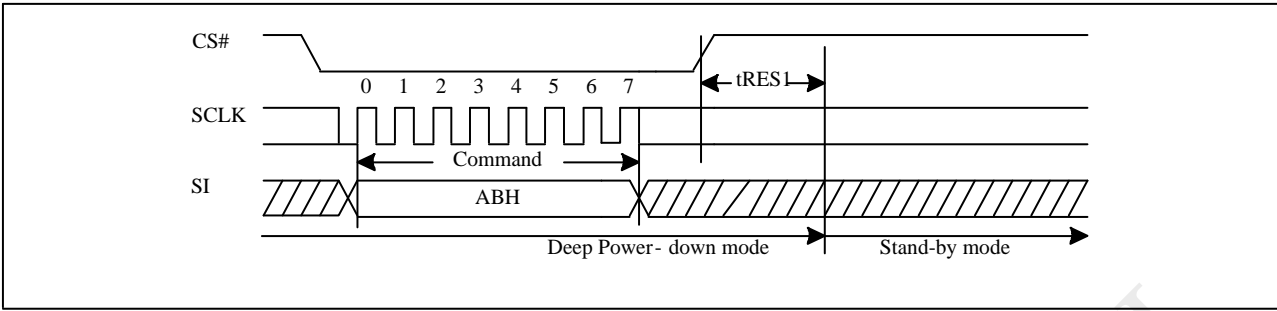 CS#
tRES1
0 1 2 3 4 5 6 7
SCLK
Command
SI
ABH
Deep Power- down mode
Stand-by mode